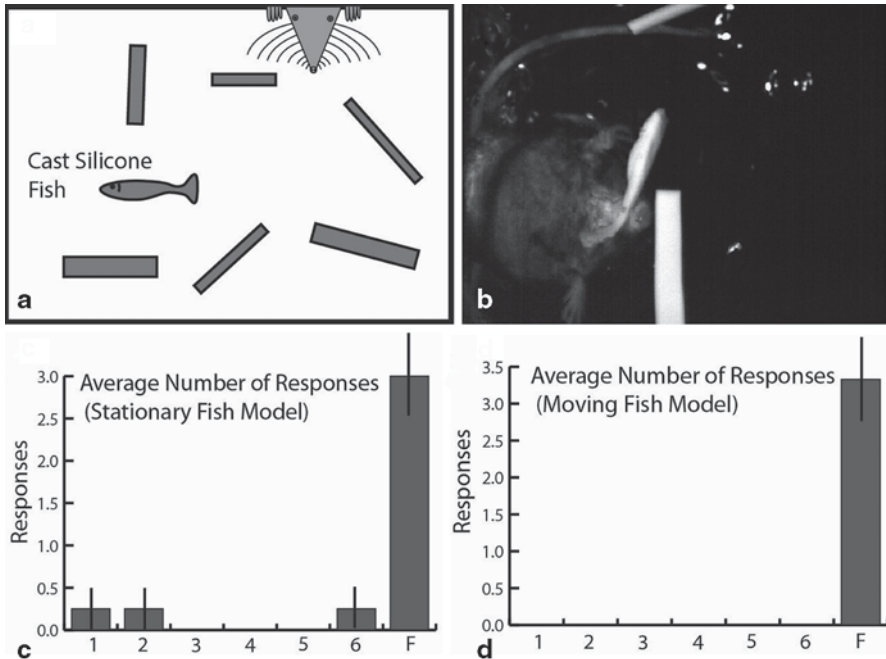 Cast Silicone
Fish
a
b
Average Number of Responses
(Stationary Fish Model)
Responses
3.0
2.5
2.0
1.5
1.0
0.5
0.0
1 2 3 4 5 6 F
c
Average Number of Responses
(Moving Fish Model)
Responses
3.5
3.0
2.5
2.0
1.5
1.0
0.5
0.0
1 2 3 4 5 6 F
d